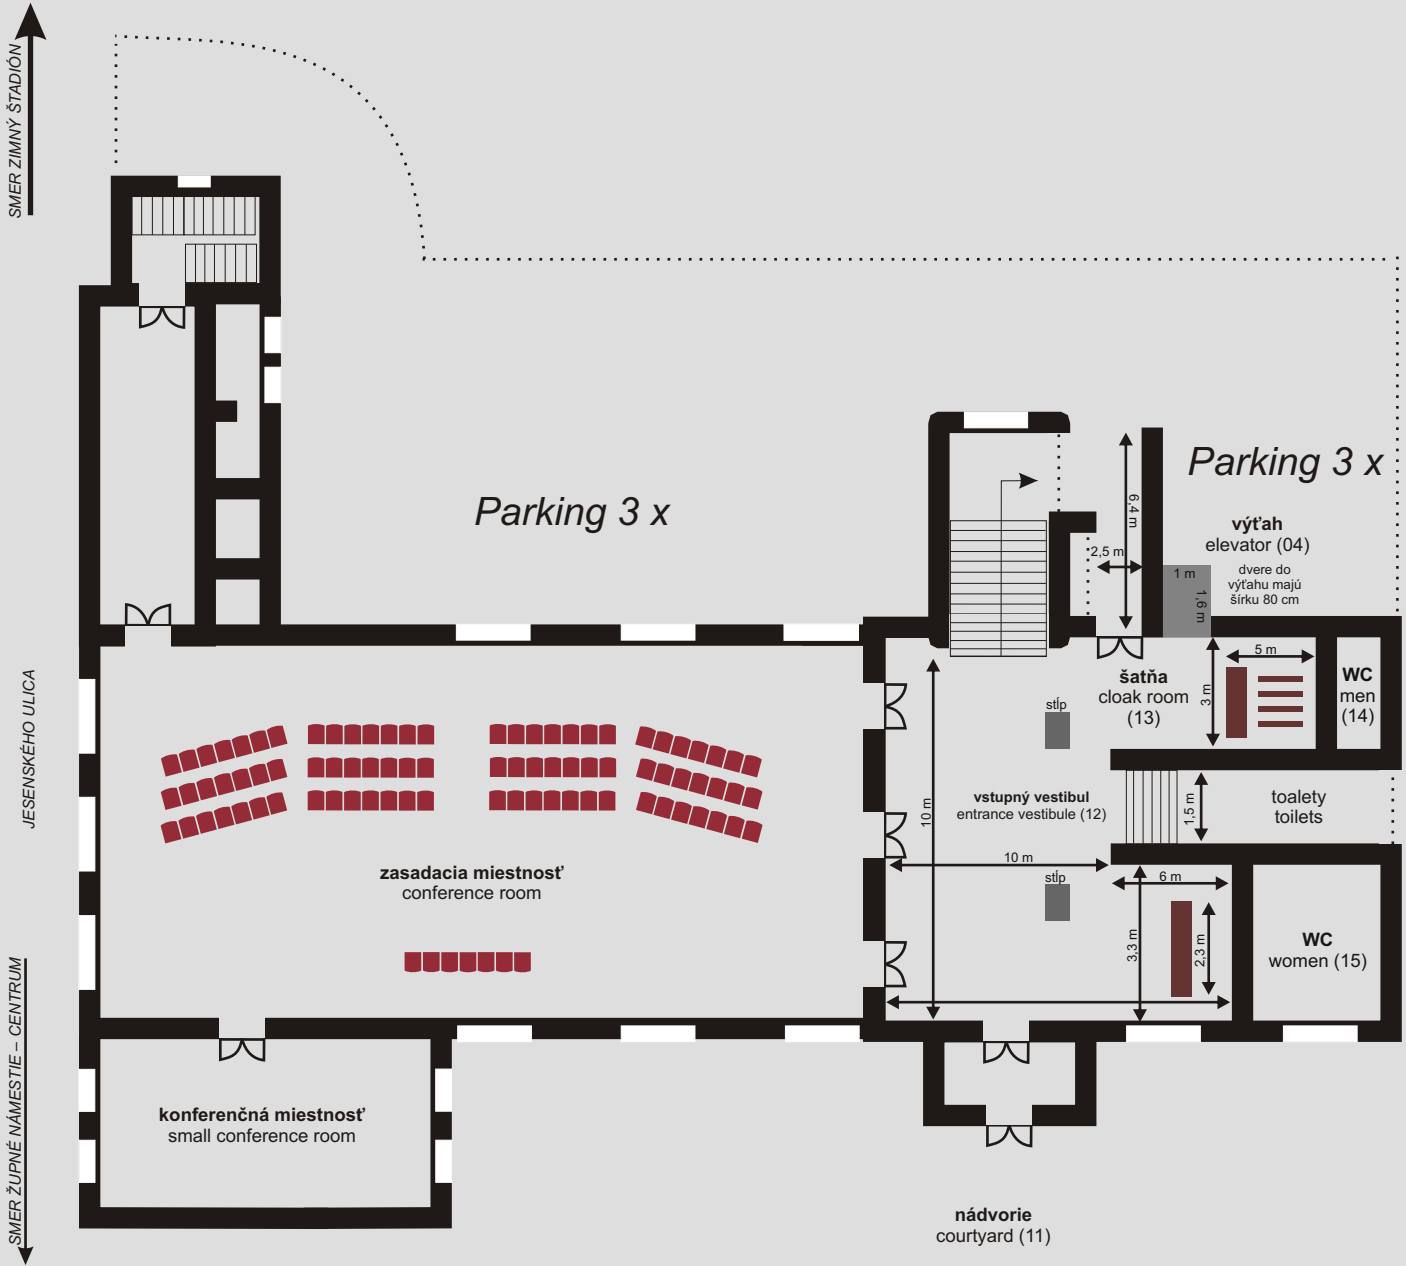 SMER ZIMNÝ ŠTADIÓN
Parking 3 x
Parking 3 x
výťah
elevator (04)
dvere do
výťahu majú
šírku 80 cm
6,4 m
2,5 m
1 m
1,6 m
JESENSKÉHO ULICA
šatňa
cloak room
(13)
3 m
5 m
WC
men
(14)
stĺp
vstupný vestibul
entrance vestibule (12)
10 m
10 m
1,5 m
toalety
toilets
zasadacia miestnosť
conference room
stĺp
6 m
3,3 m
2,3 m
WC
women (15)
SMER ŽUPNÉ NÁMESTIE – CENTRUM
konferenčná miestnosť
small conference room
nádvorie
courtyard (11)